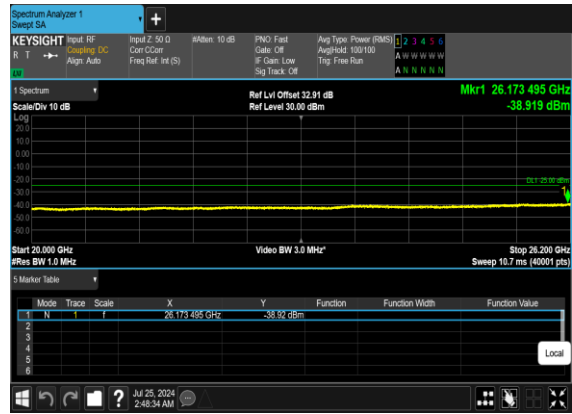 Spectrum Analyzer 1
Swept SA
+
KEYSIGHT Input: RF Input Z: 50 Ω #Atten: 10 dB PNO: Fast Avg Type: Power (RMS) 1 2 3 4 5 6
R T Coupling: DC Corr CCorr Gate: Off Avg|Hold: 100/100 A W W W W W
Align: Auto Freq Ref: Int (S) IF Gain: Low Trig: Free Run
LW Sig Track: Off A N N N N N
1 Spectrum Ref Lvl Offset 32.91 dB Mkr1 26.173 495 GHz
Scale/Div 10 dB Ref Level 30.00 dBm -38.919 dBm
Log
20.0
10.0
0.00
-10.0
-20.0
DL1 -25.00 dBm
-30.0
1
-40.0
-50.0
-60.0
Start 20.000 GHz Video BW 3.0 MHz* Stop 26.200 GHz
#Res BW 1.0 MHz Sweep 10.7 ms (40001 pts)
5 Marker Table
Mode Trace Scale X Y Function Function Width Function Value
1 N 1 f 26.173 495 GHz -38.92 dBm
2
3
4
5
6
Local
? Jul 25, 2024
2:48:34 AM